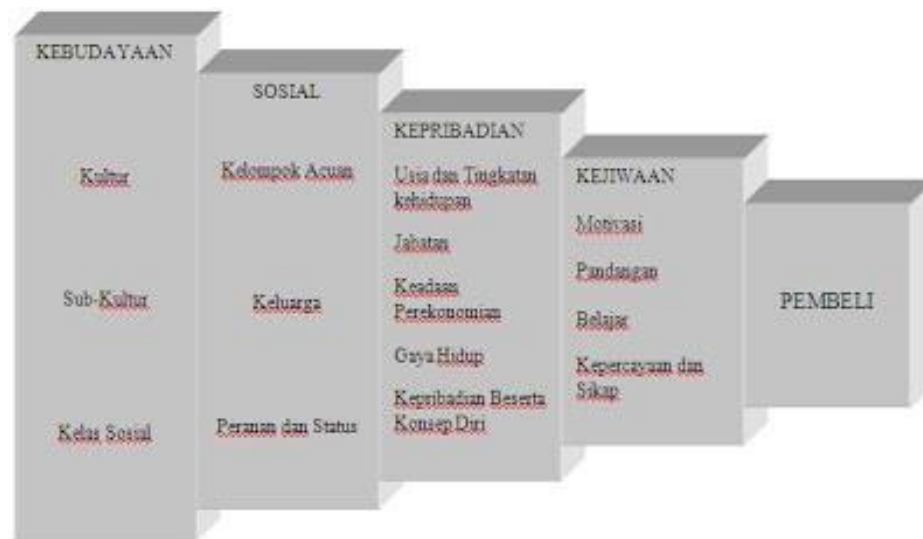 KEBUDAYAAN
Kultur
Sub-Kultur
Kelas Sosial
SOSIAL
Kelompok Acuan
Keluarga
Peranan dan Status
KEPRIBADIAN
Usia dan Tingkatan
kehidupan
Jabatan
Keadaan
Perekonomian
Gaya Hidup
Kepribadian Beserta
Konsep Diri
KEJIWAAN
Motivasi
Pandangan
Belajar
Kepercayaan dan
Sikap
PEMBELI